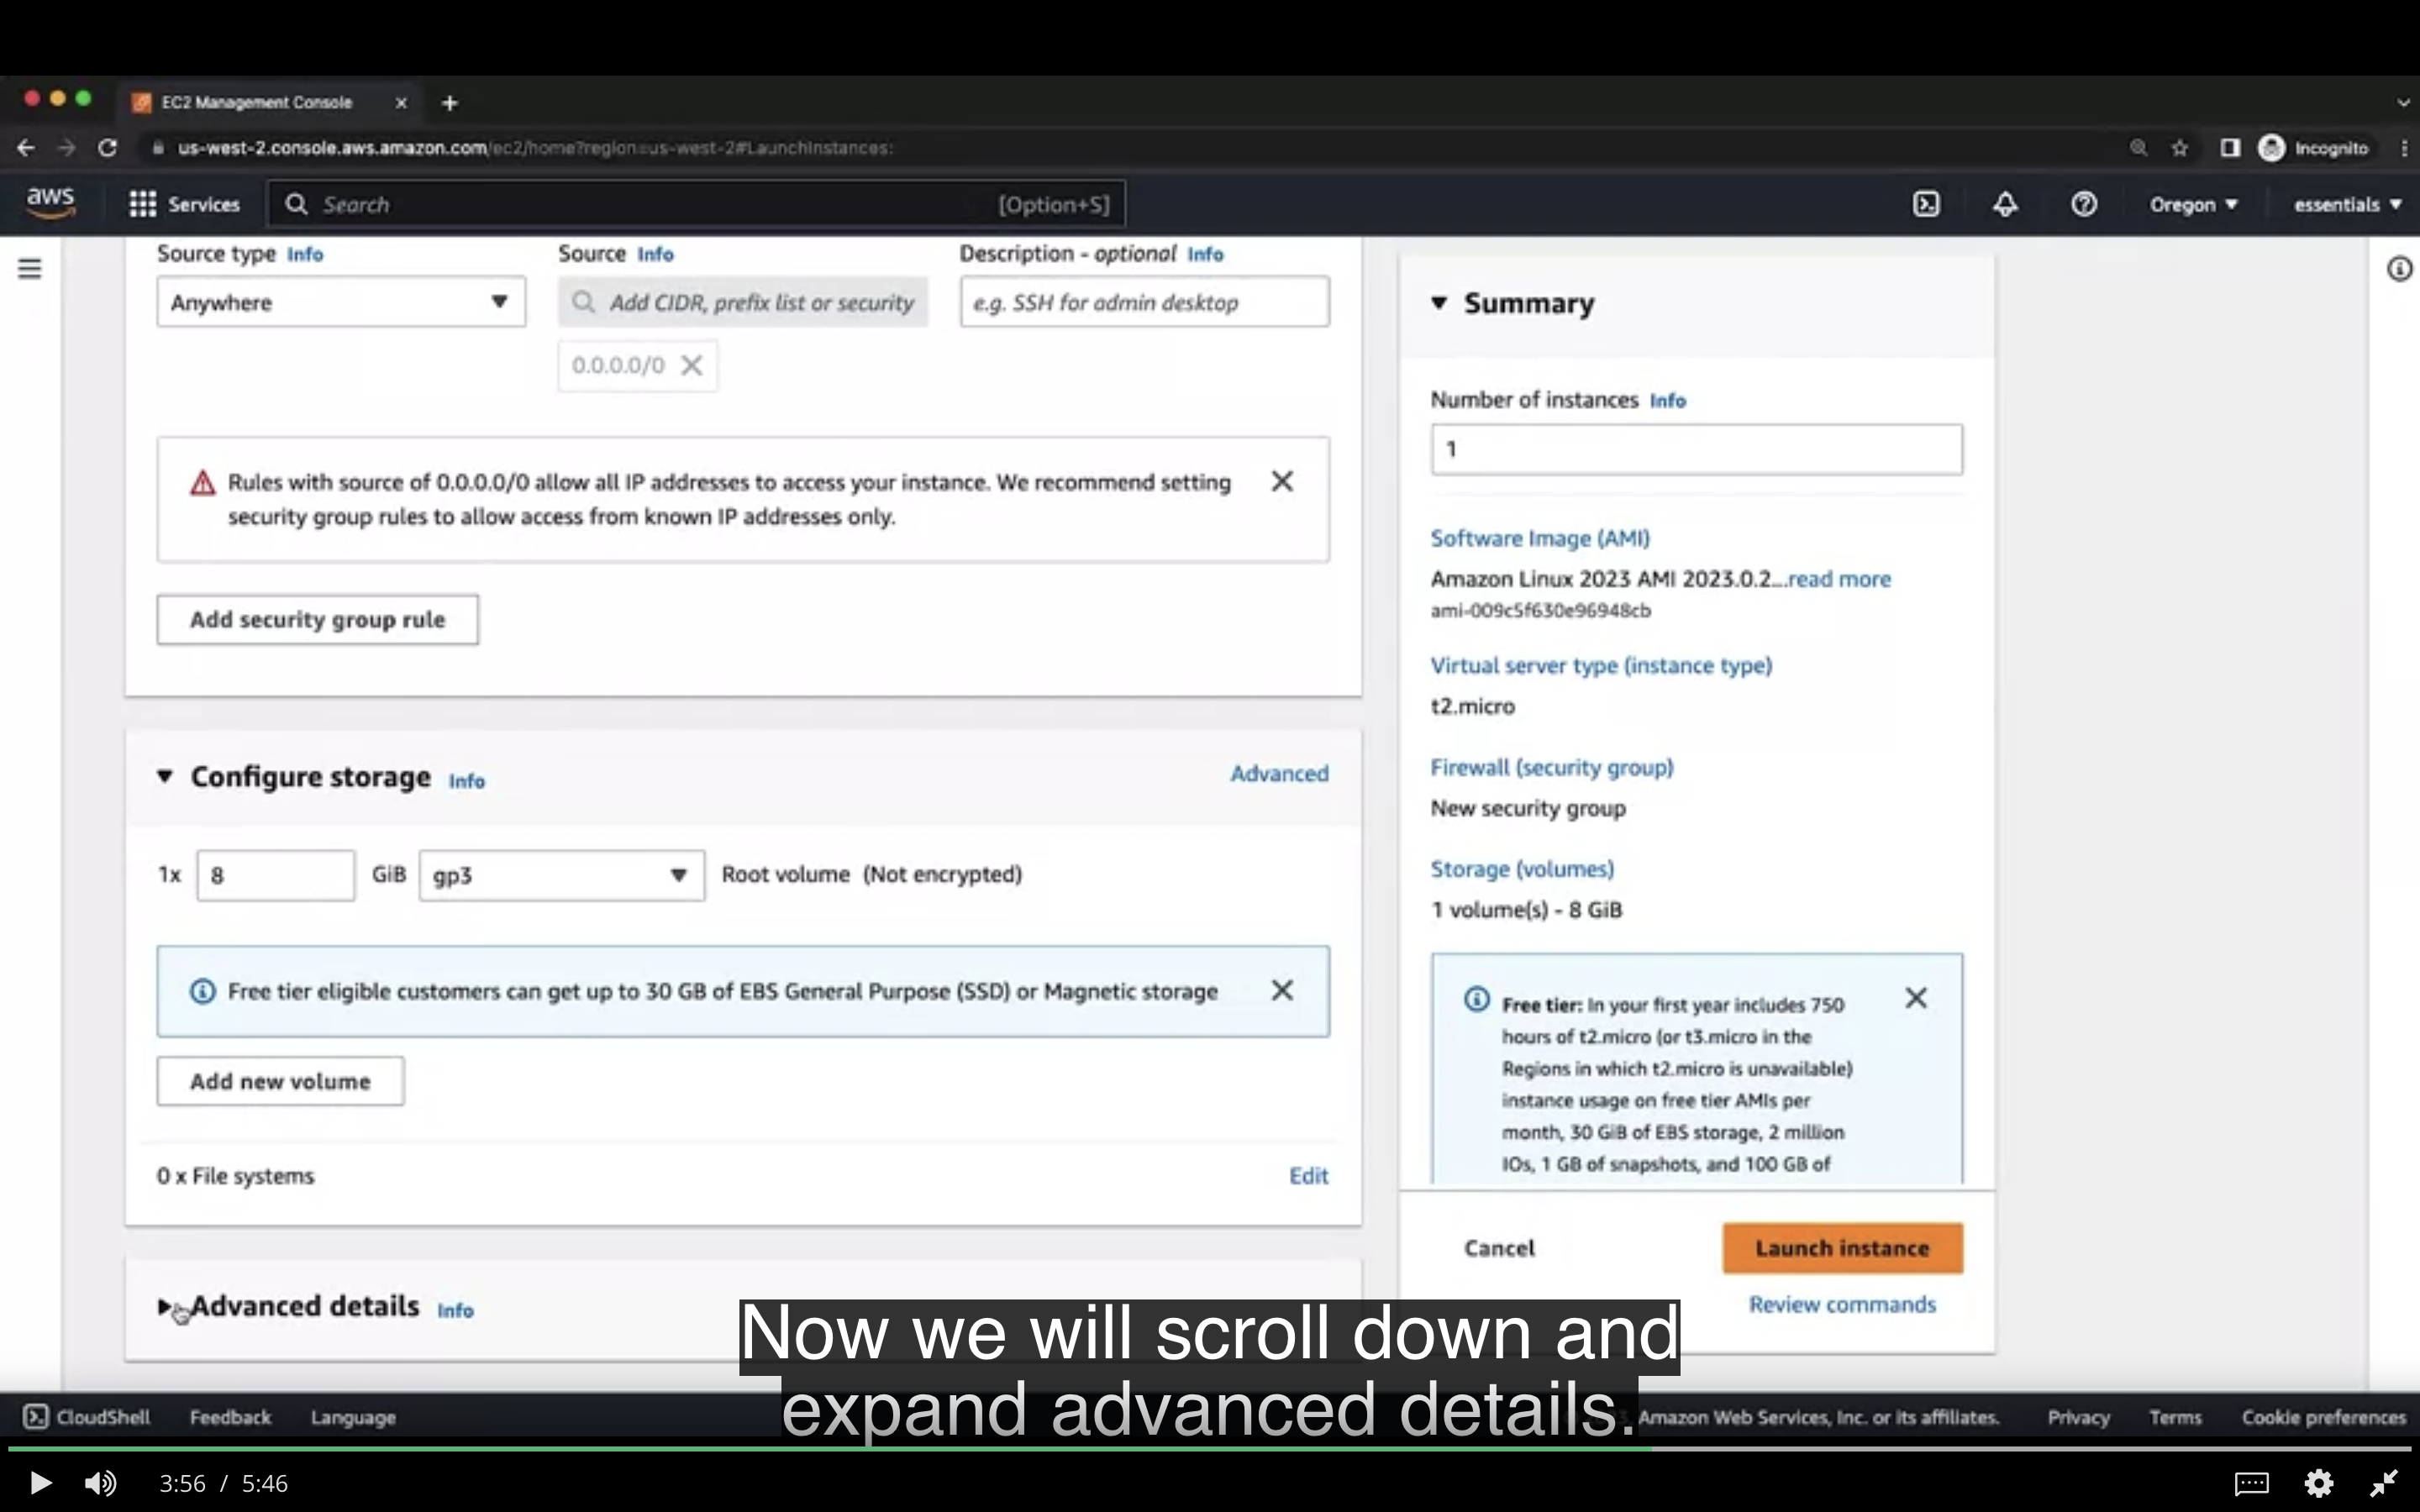 EC2 Management Console
us-west-2.console.aws.amazon.com/ec2/home?region=us-west-2#LaunchInstances:
Incognito
aws
Services
Search
[Option+S]
Oregon
essentials
Source type Info
Source Info
Description - optional Info
Anywhere
Add CIDR, prefix list or security
e.g. SSH for admin desktop
0.0.0.0/0
Rules with source of 0.0.0.0/0 allow all IP addresses to access your instance. We recommend setting
security group rules to allow access from known IP addresses only.
Add security group rule
Configure storage Info
Advanced
1x 8 GiB gp3 Root volume (Not encrypted)
Free tier eligible customers can get up to 30 GB of EBS General Purpose (SSD) or Magnetic storage
Add new volume
0 x File systems
Edit
Advanced details Info
Summary
Number of instances Info
1
Software Image (AMI)
Amazon Linux 2023 AMI 2023.0.2...read more
ami-009c5f630e96948cb
Virtual server type (instance type)
t2.micro
Firewall (security group)
New security group
Storage (volumes)
1 volume(s) - 8 GiB
Free tier: In your first year includes 750
hours of t2.micro (or t3.micro in the
Regions in which t2.micro is unavailable)
instance usage on free tier AMIs per
month, 30 GiB of EBS storage, 2 million
IOs, 1 GB of snapshots, and 100 GB of
Cancel
Launch instance
Review commands
Now we will scroll down and
expand advanced details.
CloudShell
Feedback
Language
Amazon Web Services, Inc. or its affiliates.
Privacy
Terms
Cookie preferences
3:56 / 5:46